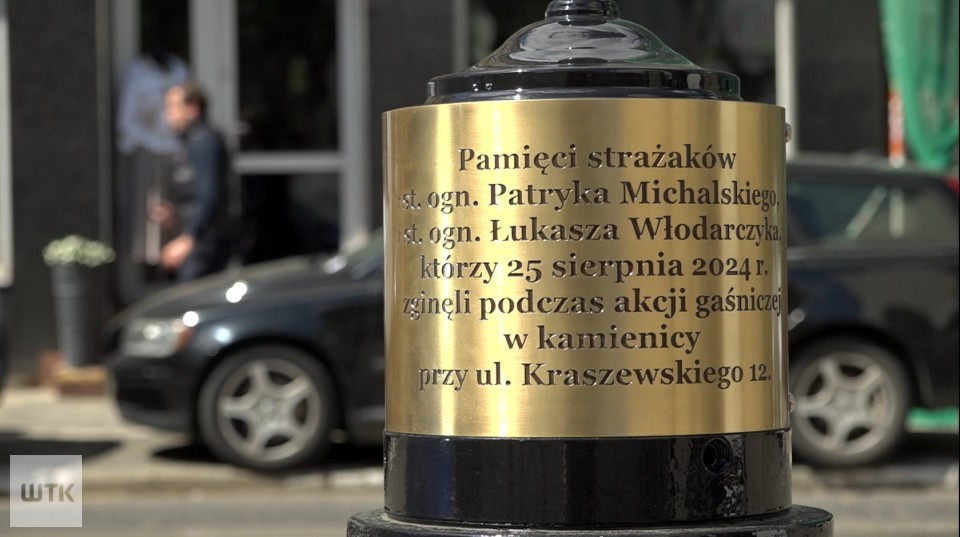 Pamięci strażaków
st. ogn. Patryka Michalskiego,
st. ogn. Łukasza Włodarczyka,
którzy 25 sierpnia 2024 r.
zginęli podczas akcji gaśniczej
w kamienicy
przy ul. Kraszewskiego 12.
WTK